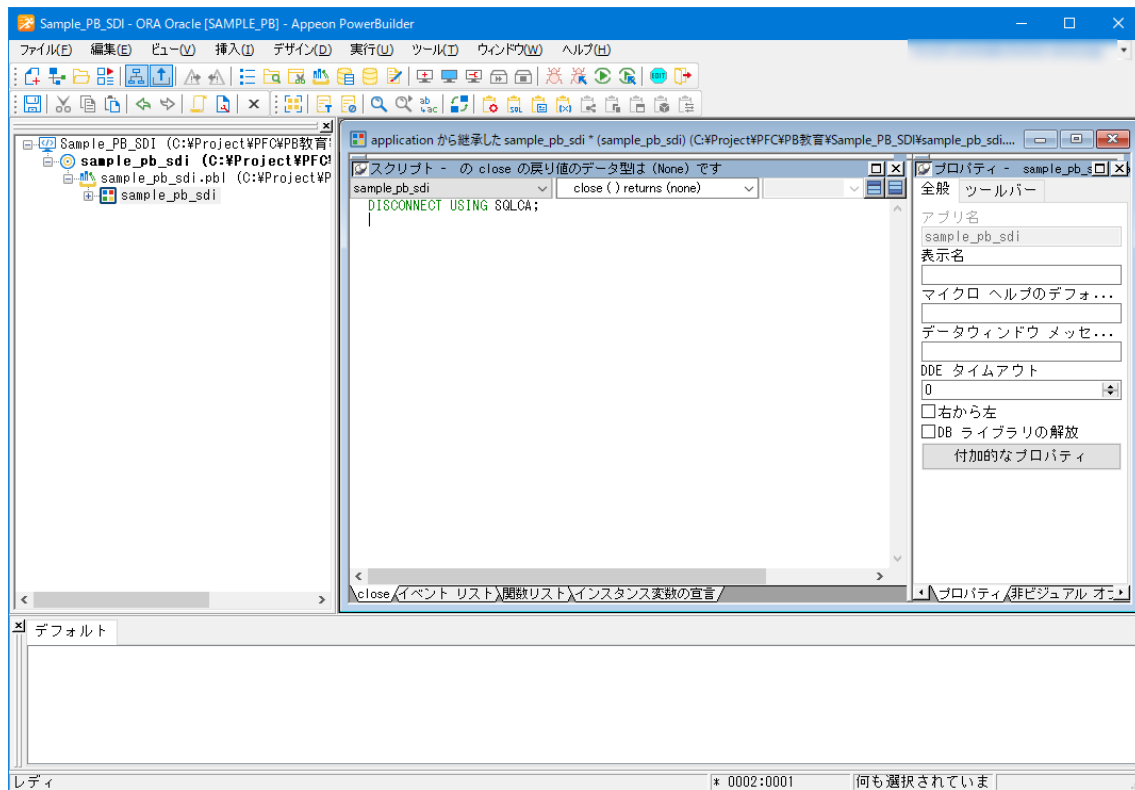 Sample_PB_SDI - ORA Oracle [SAMPLE_PB] - Appeon PowerBuilder
ファイル(F) 編集(E) ビュー(V) 挿入(I) デザイン(D) 実行(U) ツール(T) ウィンドウ(W) ヘルプ(H)
Sample_PB_SDI (C:¥Project¥PFC¥PB教育
sample_pb_sdi (C:¥Project¥PFC
sample_pb_sdi.pbl (C:¥Project¥P
sample_pb_sdi
application から継承した sample_pb_sdi * (sample_pb_sdi) (C:¥Project¥PFC¥PB教育¥Sample_PB_SDI¥sample_pb_sdi....
スクリプト - の close の戻り値のデータ型は (None) です
sample_pb_sdi close ( ) returns (none)
DISCONNECT USING SQLCA;
close イベント リスト 関数リスト インスタンス変数の宣言
プロパティ - sample_pb_s
全般 ツールバー
アプリ名
sample_pb_sdi
表示名
マイクロ ヘルプのデフォ...
データウィンドウ メッセ...
DDE タイムアウト
0
右から左
DB ライブラリの解放
付加的なプロパティ
プロパティ 非ビジュアル オブ
デフォルト
レディ * 0002:0001 何も選択されていま